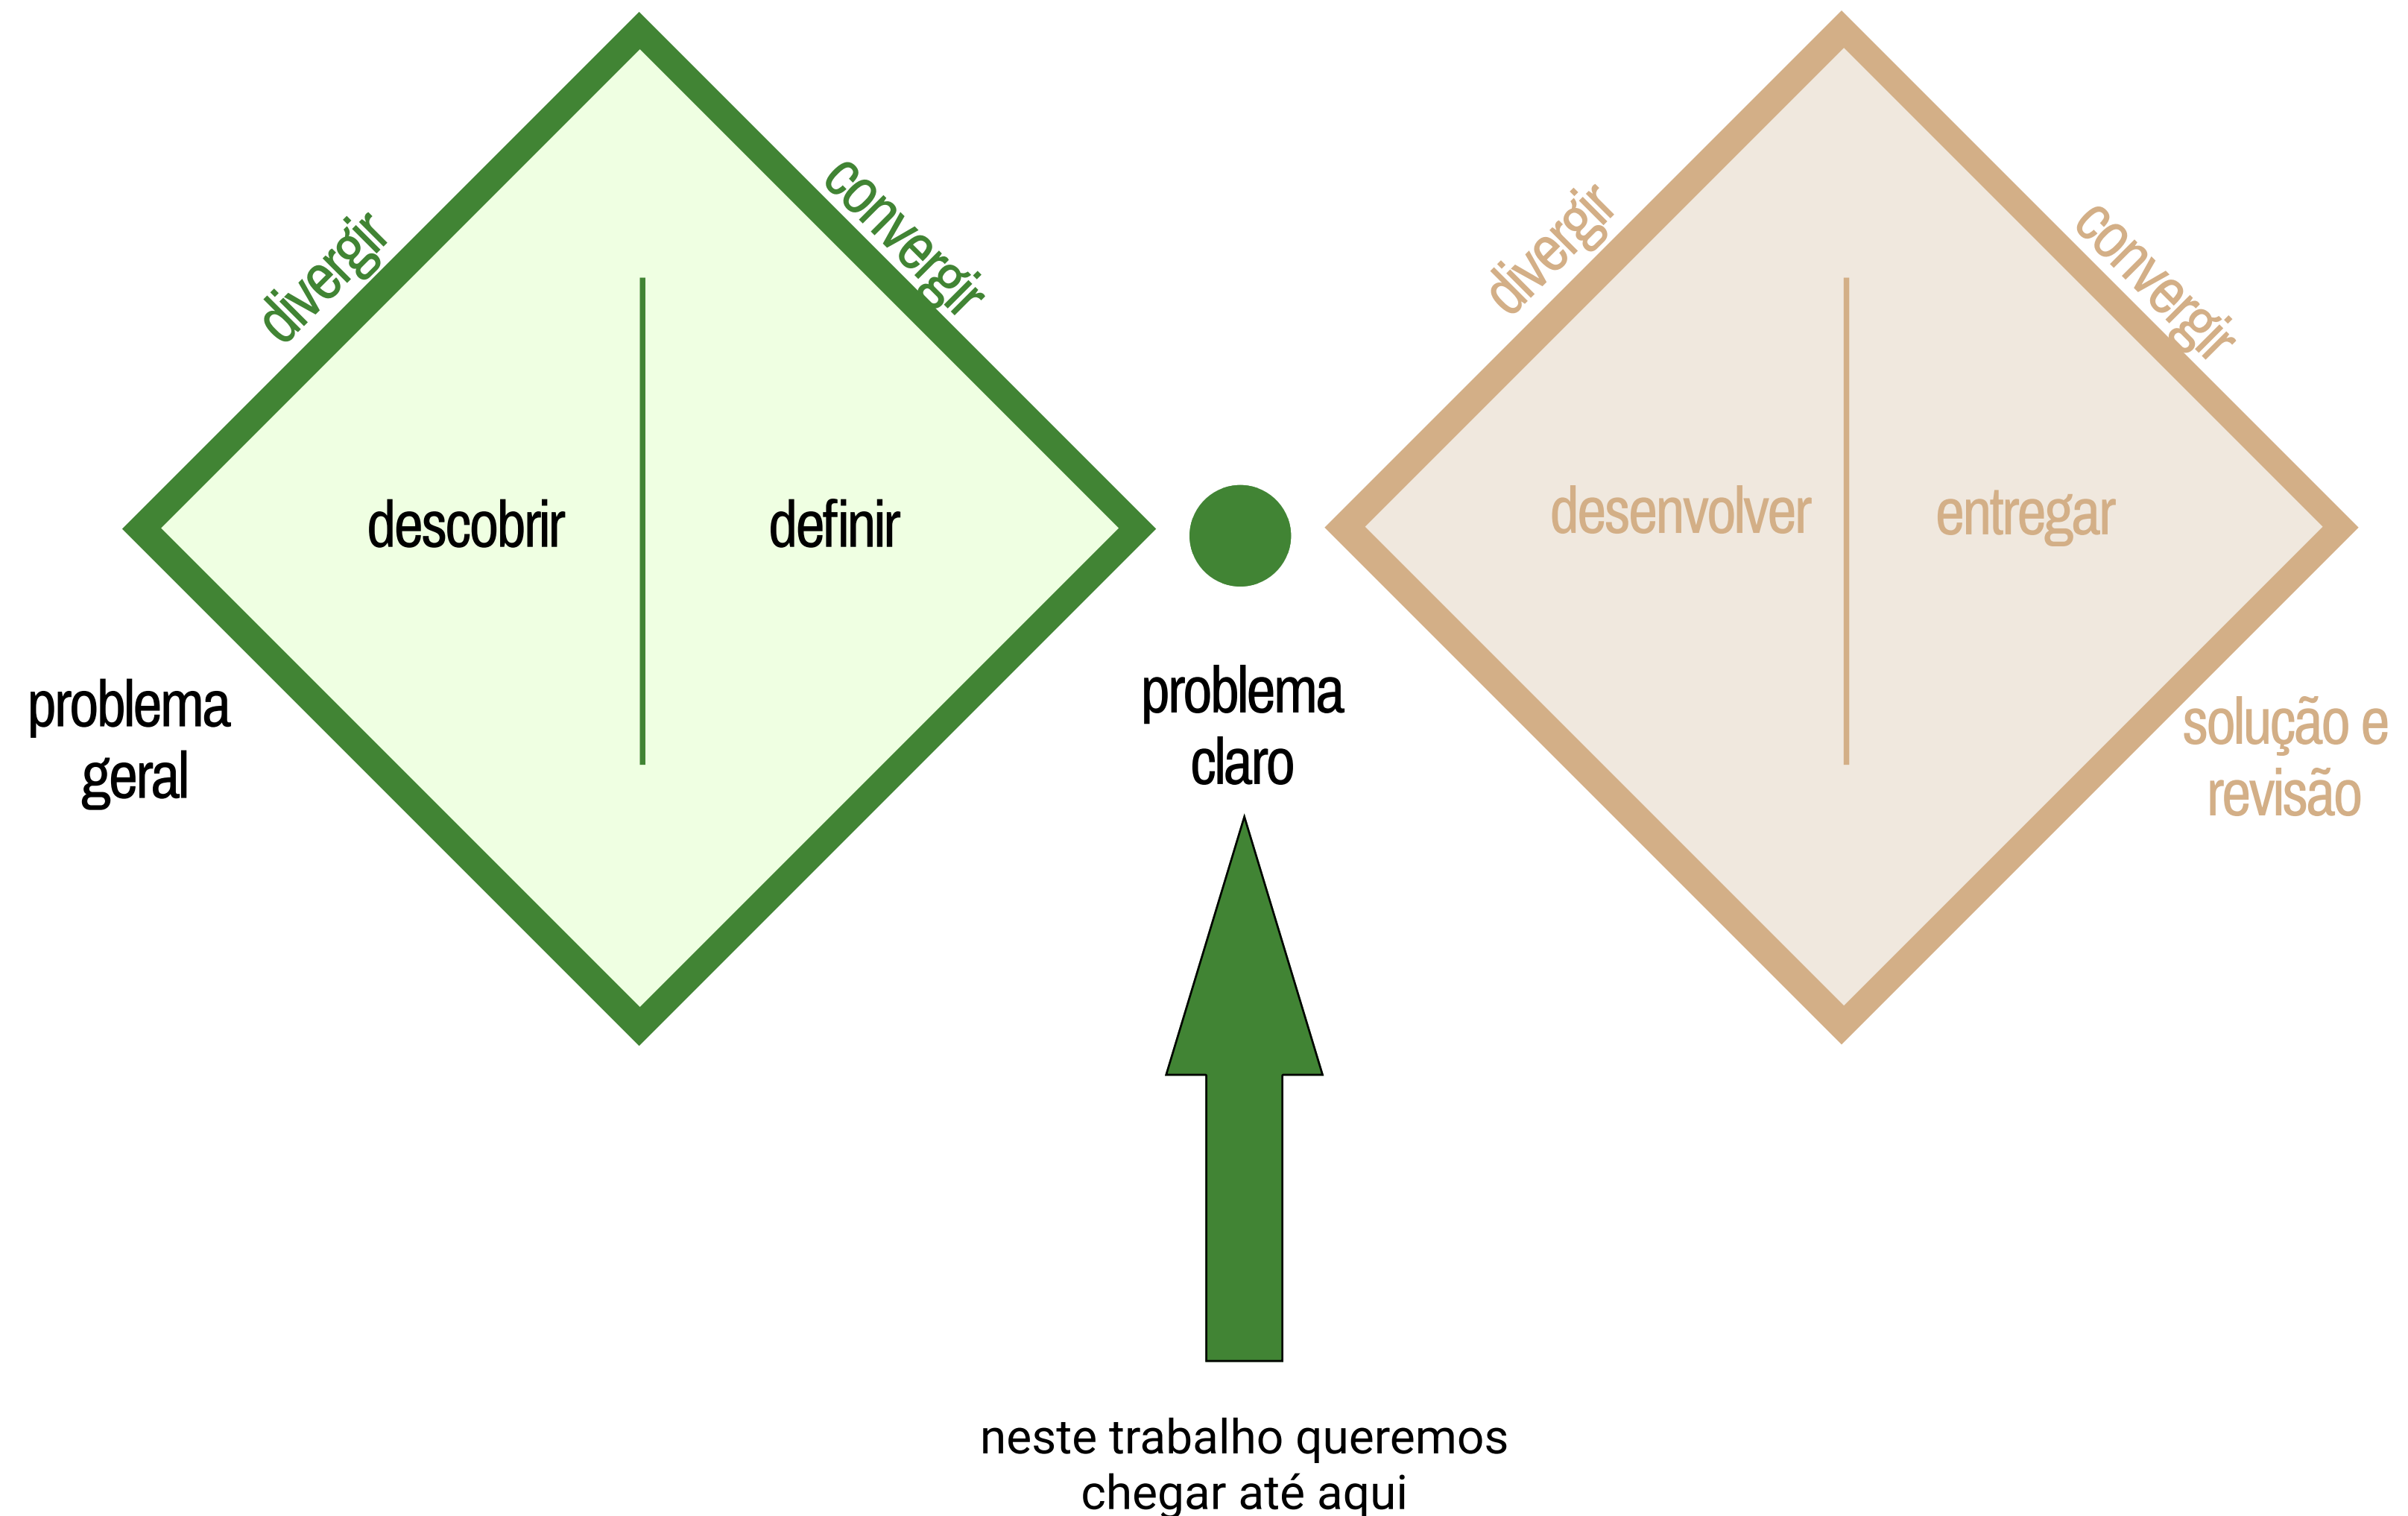 divergir
convergir
descobrir
definir
problema
geral
problema
claro
divergir
convergir
desenvolver
entregar
solução e
revisão
neste trabalho queremos
chegar até aqui